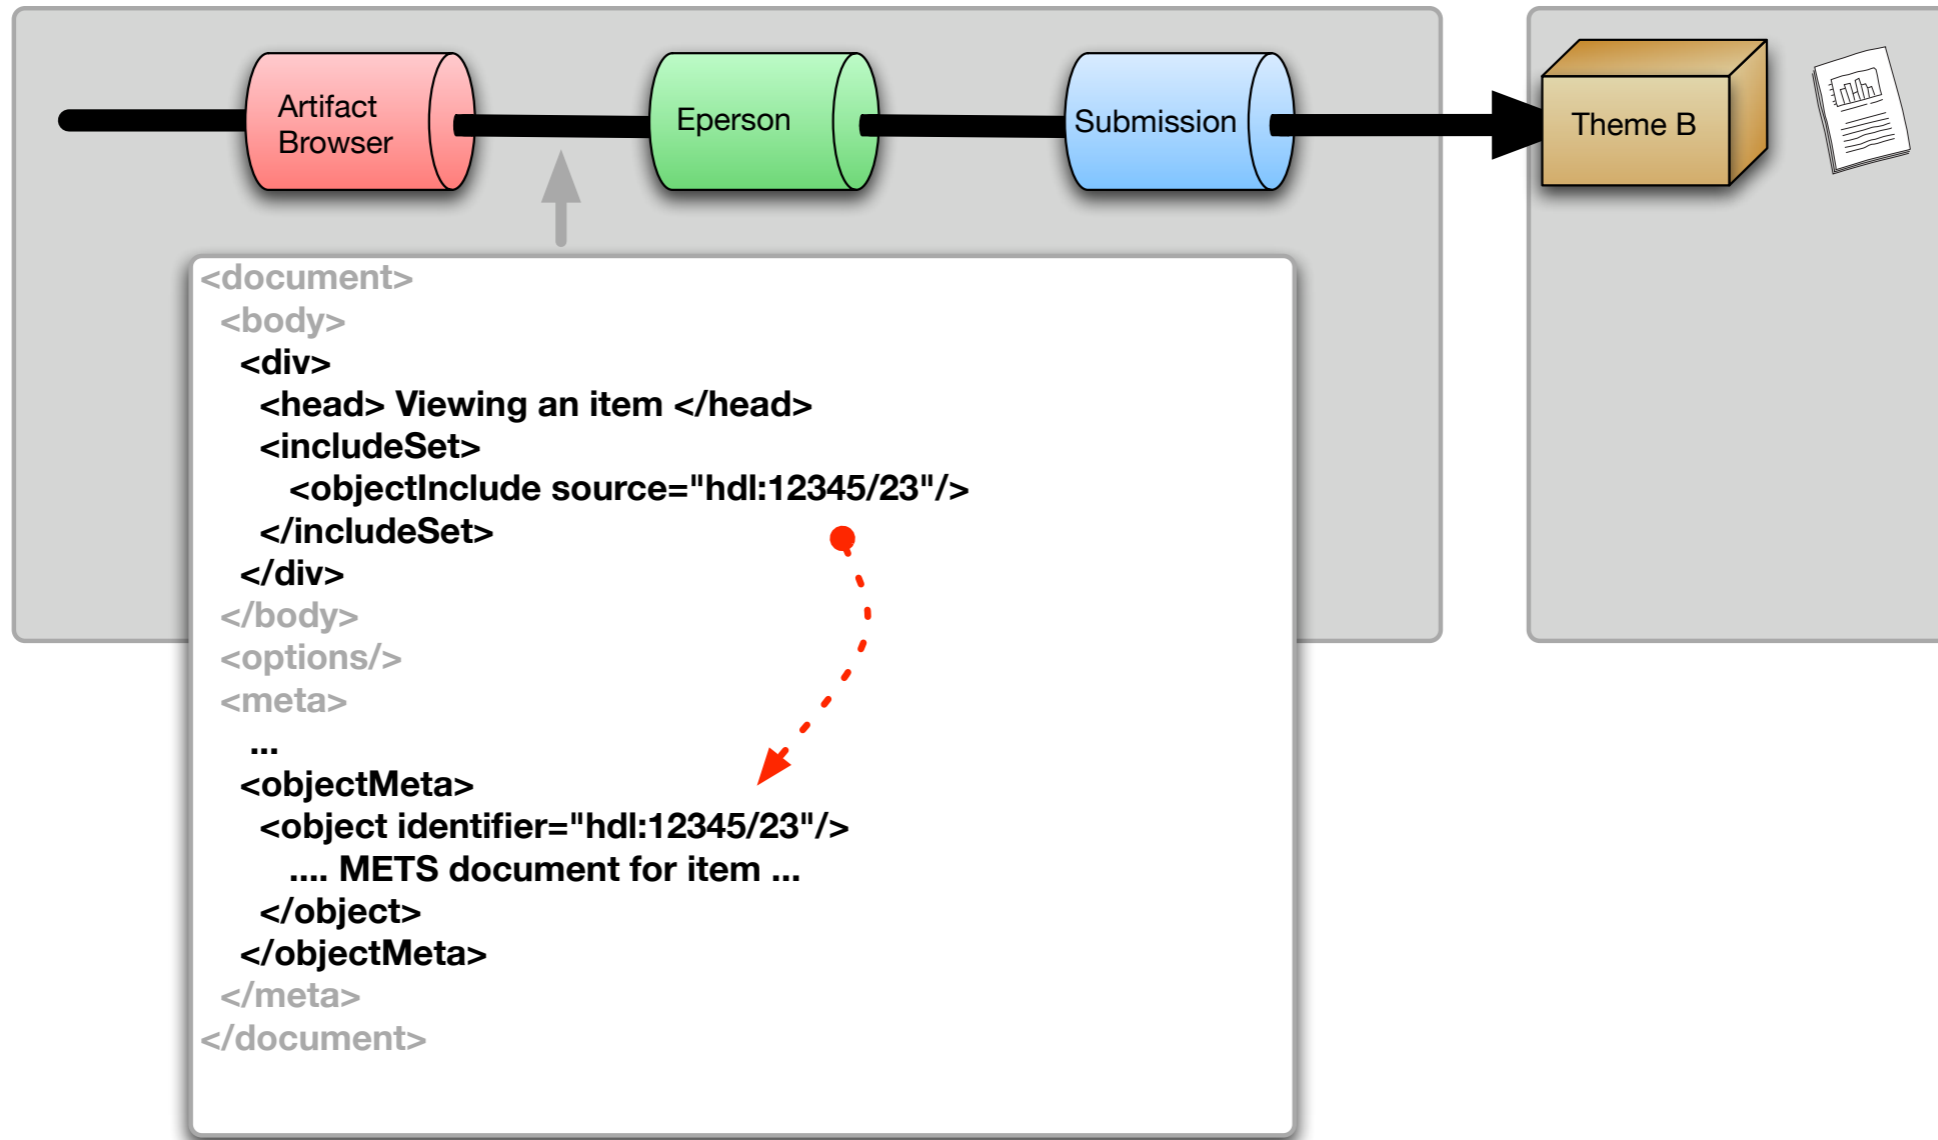 Artifact
Browser
Eperson
Submission
Theme B
<document>
<body>
<div>
<head> Viewing an item </head>
<includeSet>
<objectInclude source="hdl:12345/23"/>
</includeSet>
</div>
</body>
<options/>
<meta>
...
<objectMeta>
<object identifier="hdl:12345/23"/>
.... METS document for item ...
</object>
</objectMeta>
</meta>
</document>